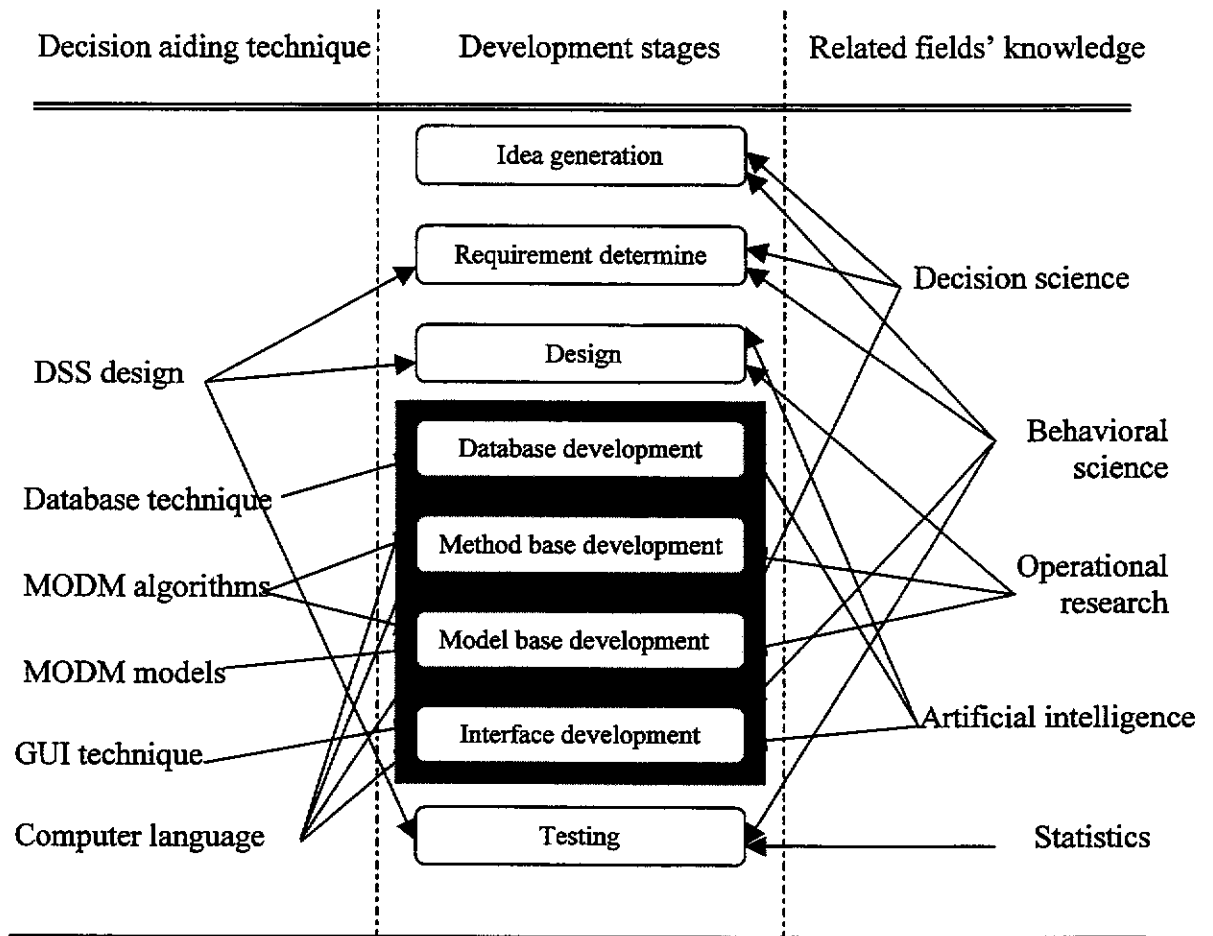 Decision aiding technique
Development stages
Related fields' knowledge
Idea generation
Requirement determine
Decision science
Design
DSS design
Database development
Behavioral
science
Database technique
Method base development
MODM algorithms
Operational
research
Model base development
MODM models
Artificial intelligence
Interface development
GUI technique
Computer language
Testing
Statistics